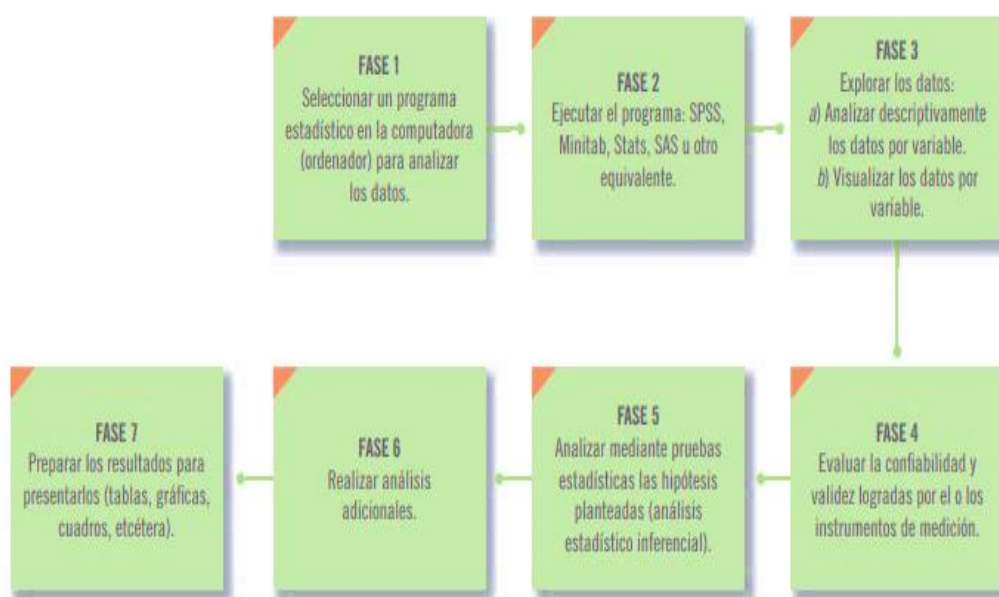 FASE 1
Seleccionar un programa
estadístico en la computadora
(ordenador) para analizar
los datos.
FASE 2
Ejecutar el programa: SPSS,
Minitab, Stats, SAS u otro
equivalente.
FASE 3
Explorar los datos:
a) Analizar descriptivamente
los datos por variable.
b) Visualizar los datos por
variable.
FASE 4
Evaluar la confiabilidad y
validez logradas por el o los
instrumentos de medición.
FASE 5
Analizar mediante pruebas
estadísticas las hipótesis
planteadas (análisis
estadístico inferencial).
FASE 6
Realizar análisis
adicionales.
FASE 7
Preparar los resultados para
presentarlos (tablas, gráficas,
cuadros, etcétera).